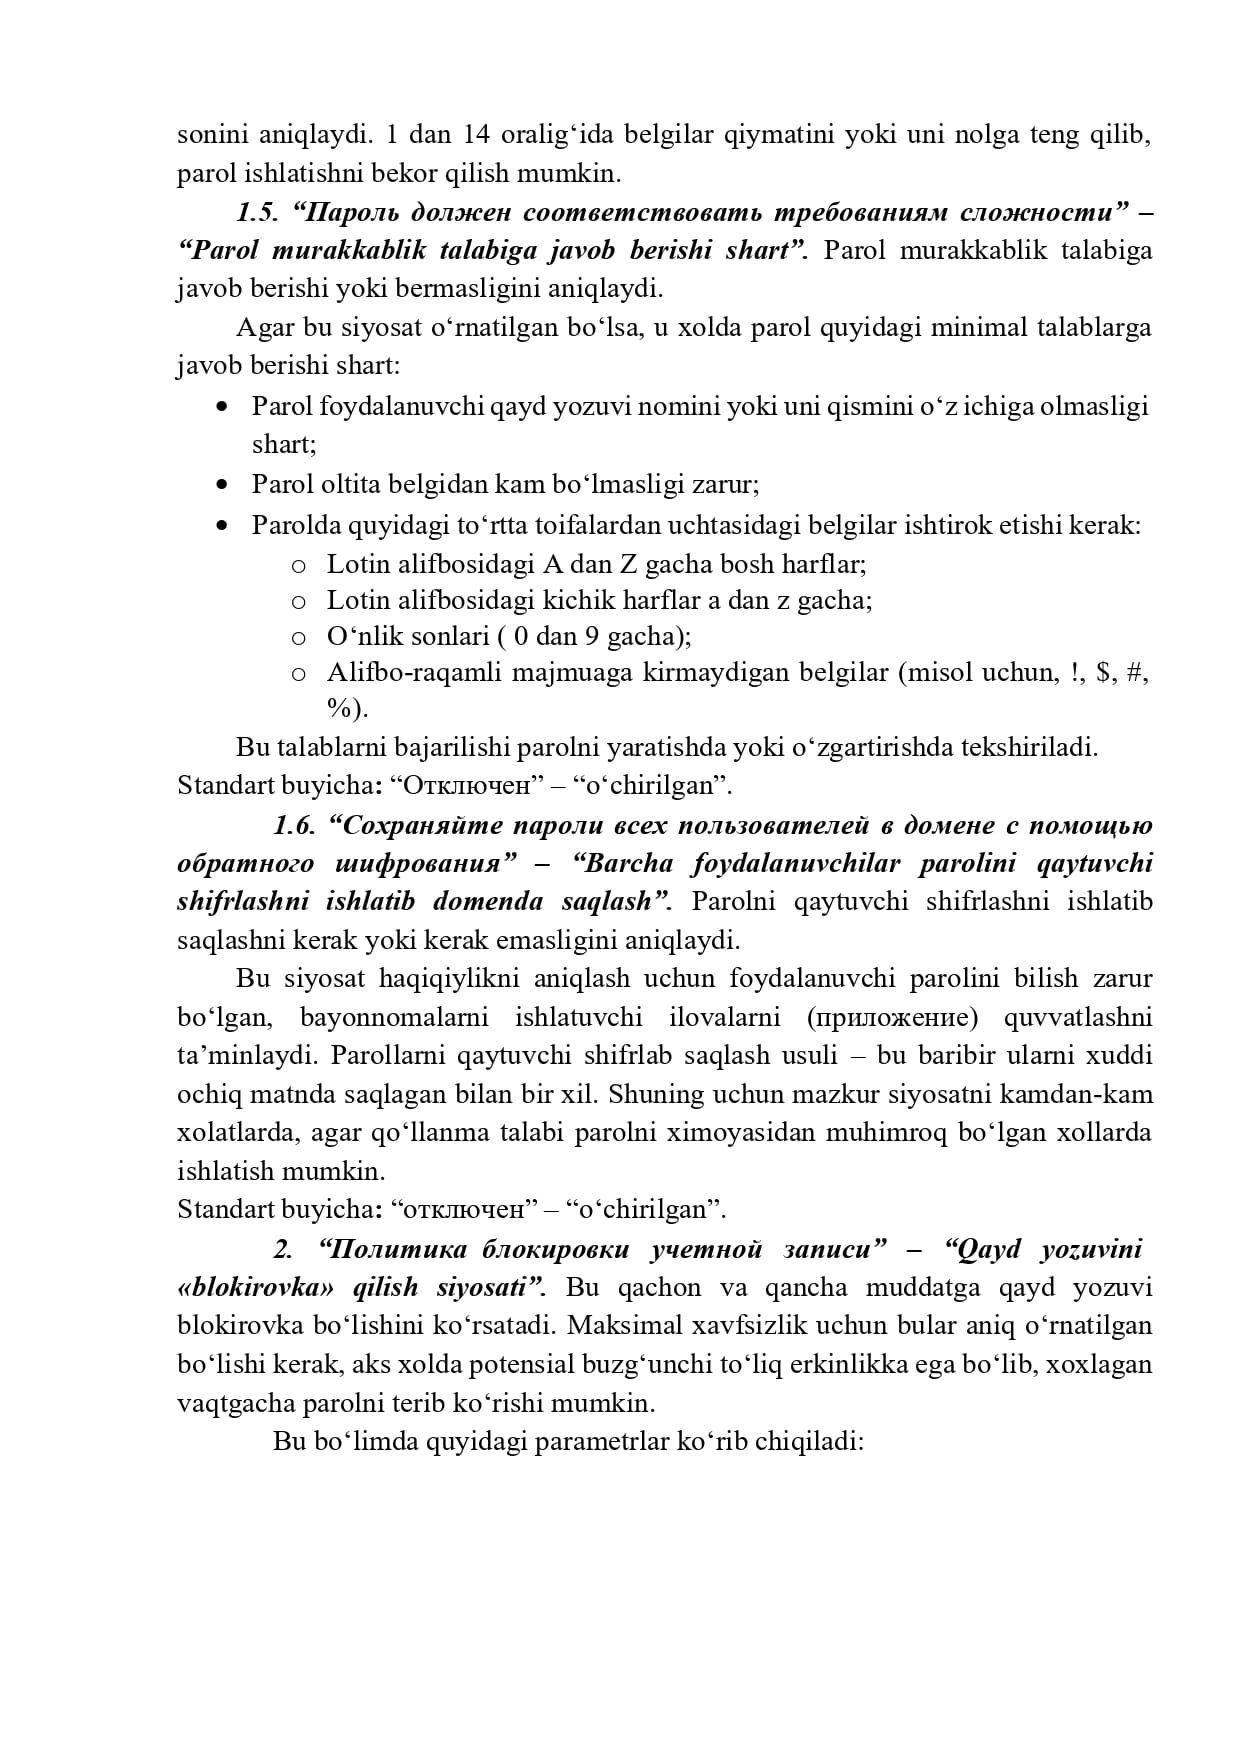 sonini aniqlaydi. 1 dan 14 oralig‘ida belgilar qiymatini yoki uni nolga teng qilib,
parol ishlatishni bekor qilish mumkin.
1.5. “Пароль должен соответствовать требованиям сложности” –
“Parol murakkablik talabiga javob berishi shart”. Parol murakkablik talabiga
javob berishi yoki bermasligini aniqlaydi.
Agar bu siyosat o‘rnatilgan bo‘lsa, u xolda parol quyidagi minimal talablarga
javob berishi shart:
• Parol foydalanuvchi qayd yozuvi nomini yoki uni qismini o‘z ichiga olmasligi
shart;
• Parol oltita belgidan kam bo‘lmasligi zarur;
• Parolda quyidagi to‘rtta toifalardan uchtasidagi belgilar ishtirok etishi kerak:
o Lotin alifbosidagi A dan Z gacha bosh harflar;
o Lotin alifbosidagi kichik harflar a dan z gacha;
o O‘nlik sonlari ( 0 dan 9 gacha);
o Alifbo-raqamli majmuaga kirmaydigan belgilar (misol uchun, !, $, #,
%).
Bu talablarni bajarilishi parolni yaratishda yoki o‘zgartirishda tekshiriladi.
Standart buyicha: “Отключен” – “o‘chirilgan”.
1.6. “Сохраняйте пароли всех пользователей в домене с помощью
обратного шифрования” – “Barcha foydalanuvchilar parolini qaytuvchi
shifrlashni ishlatib domenda saqlash”. Parolni qaytuvchi shifrlashni ishlatib
saqlashni kerak yoki kerak emasligini aniqlaydi.
Bu siyosat haqiqiylikni aniqlash uchun foydalanuvchi parolini bilish zarur
bo‘lgan, bayonnomalarni ishlatuvchi ilovalarni (приложение) quvvatlashni
ta’minlaydi. Parollarni qaytuvchi shifrlab saqlash usuli – bu baribir ularni xuddi
ochiq matnda saqlagan bilan bir xil. Shuning uchun mazkur siyosatni kamdan-kam
xolatlarda, agar qo‘llanma talabi parolni ximoyasidan muhimroq bo‘lgan xollarda
ishlatish mumkin.
Standart buyicha: “отключен” – “o‘chirilgan”.
2. “Политика блокировки учетной записи” – “Qayd yozuvini
«blokirovka» qilish siyosati”. Bu qachon va qancha muddatga qayd yozuvi
blokirovka bo‘lishini ko‘rsatadi. Maksimal xavfsizlik uchun bular aniq o‘rnatilgan
bo‘lishi kerak, aks xolda potensial buzg‘unchi to‘liq erkinlikka ega bo‘lib, xoxlagan
vaqtgacha parolni terib ko‘rishi mumkin.
Bu bo‘limda quyidagi parametrlar ko‘rib chiqiladi: